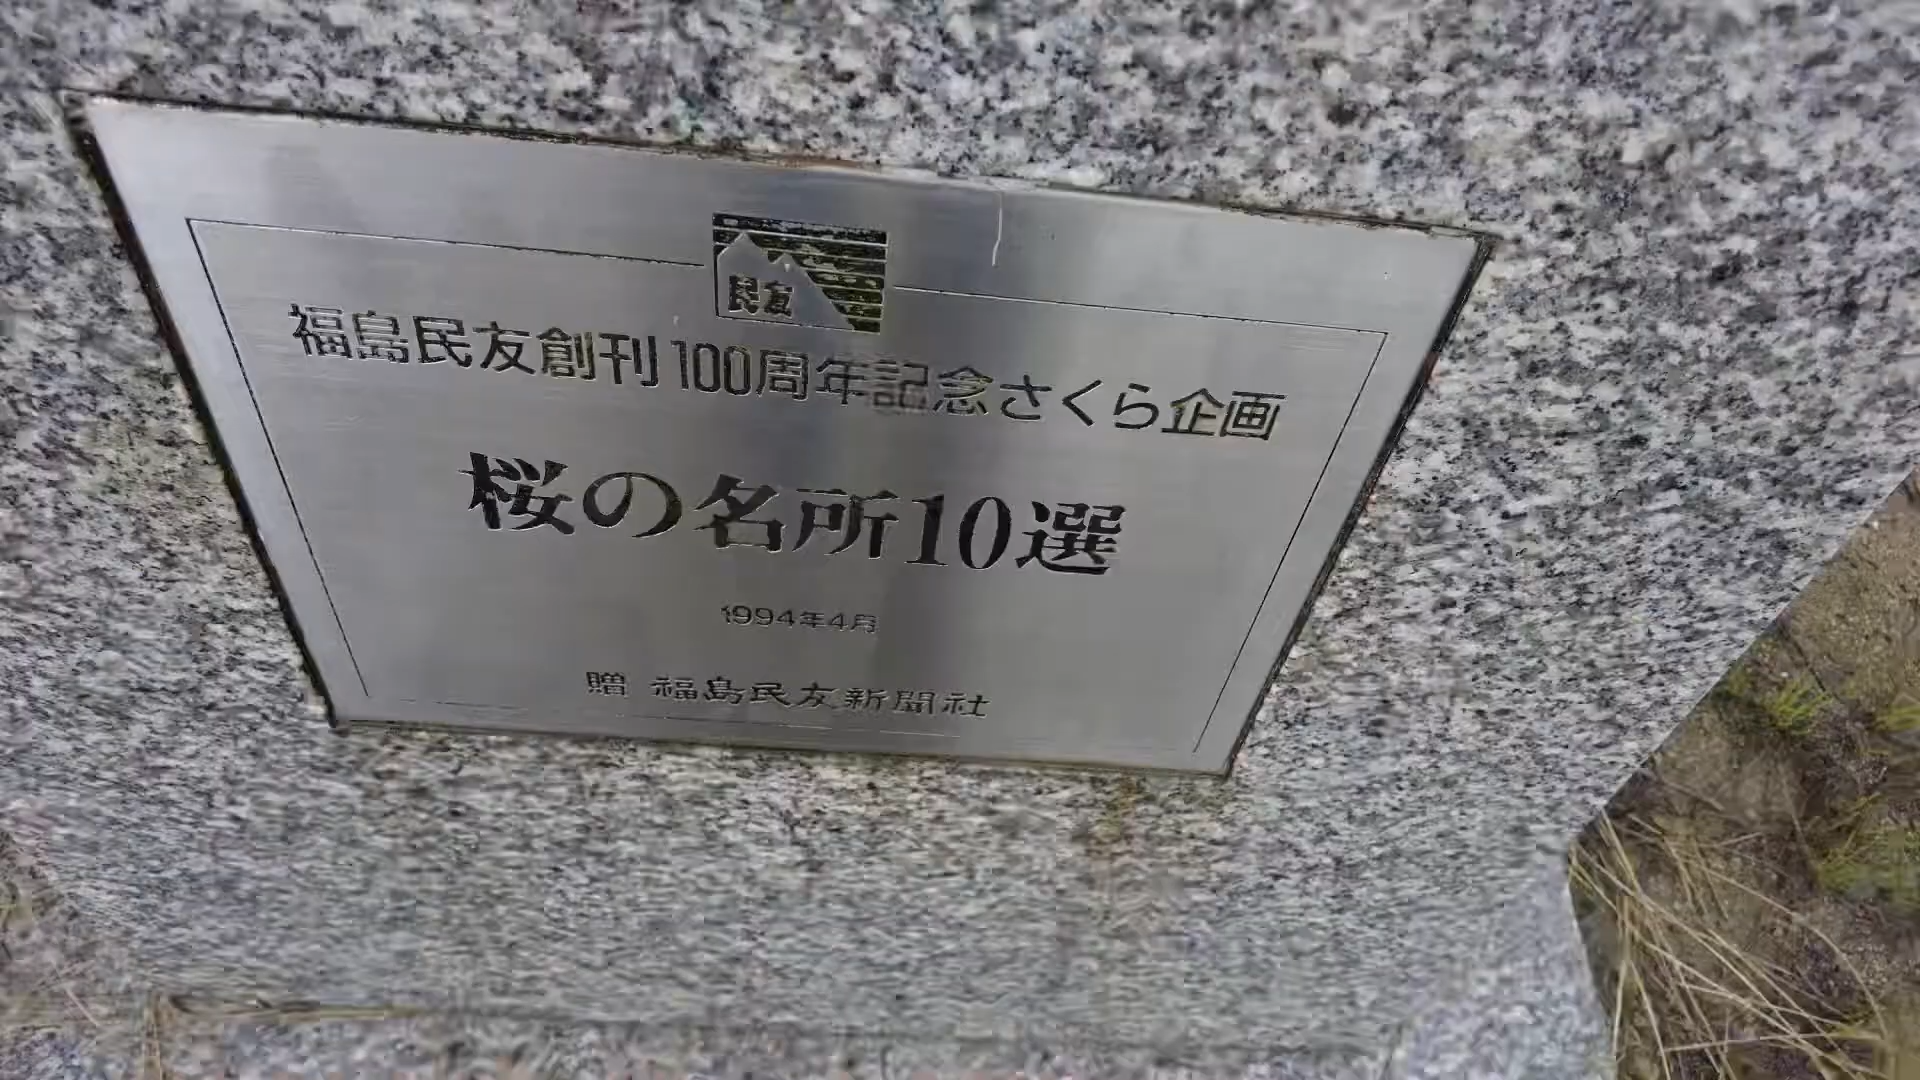 民友
福島民友創刊100周年記念さくら企画
桜の名所10選
1994年4月
贈 福島民友新聞社